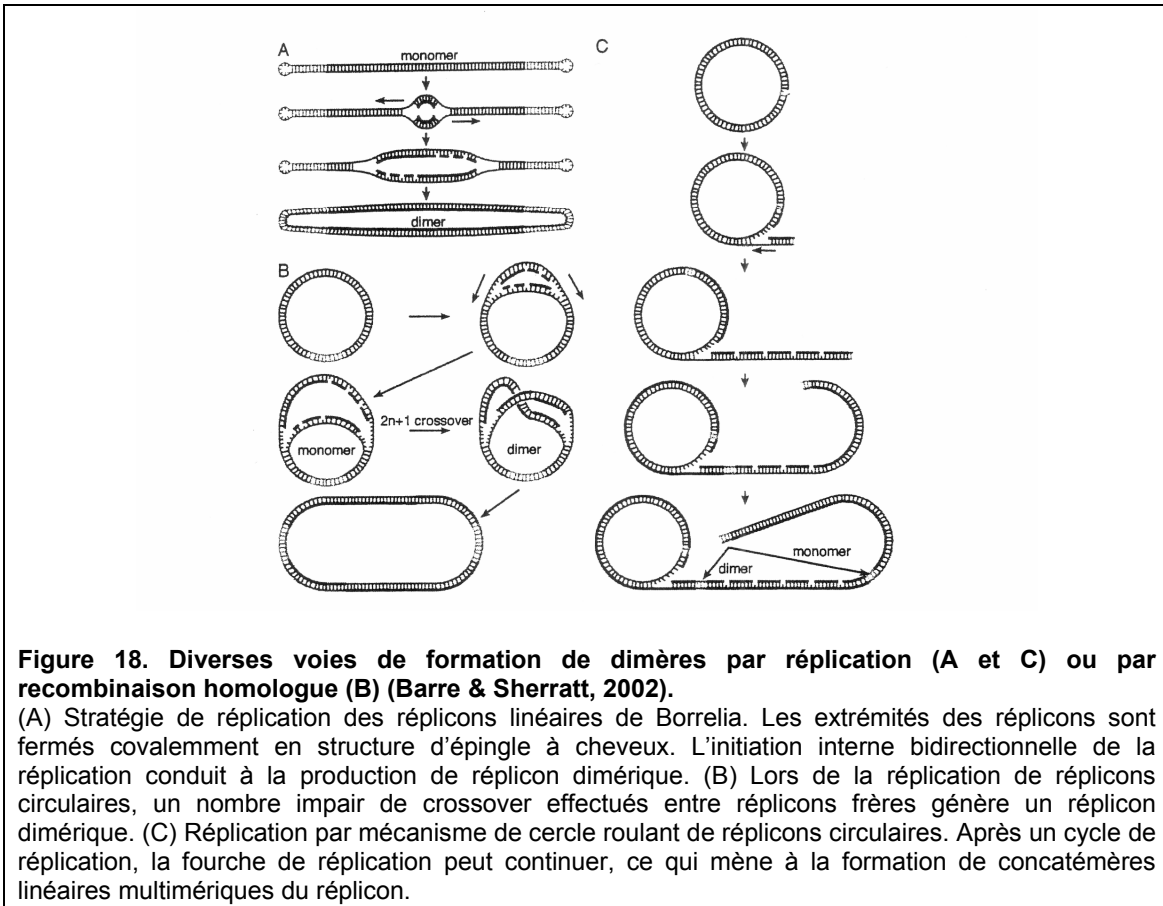 A
monomer
dimer
B
monomer
2n+1 crossover
dimer
C
monomer
dimer
Figure 18. Diverses voies de formation de dimères par réplication (A et C) ou par
recombinaison homologue (B) (Barre & Sherratt, 2002).
(A) Stratégie de réplication des réplicons linéaires de Borrelia. Les extrémités des réplicons sont
fermés covalemment en structure d'épingle à cheveux. L'initiation interne bidirectionnelle de la
réplication conduit à la production de réplicon dimérique. (B) Lors de la réplication de réplicons
circulaires, un nombre impair de crossover effectués entre réplicons frères génère un réplicon
dimérique. (C) Réplication par mécanisme de cercle roulant de réplicons circulaires. Après un cycle de
réplication, la fourche de réplication peut continuer, ce qui mène à la formation de concatémères
linéaires multimériques du réplicon.